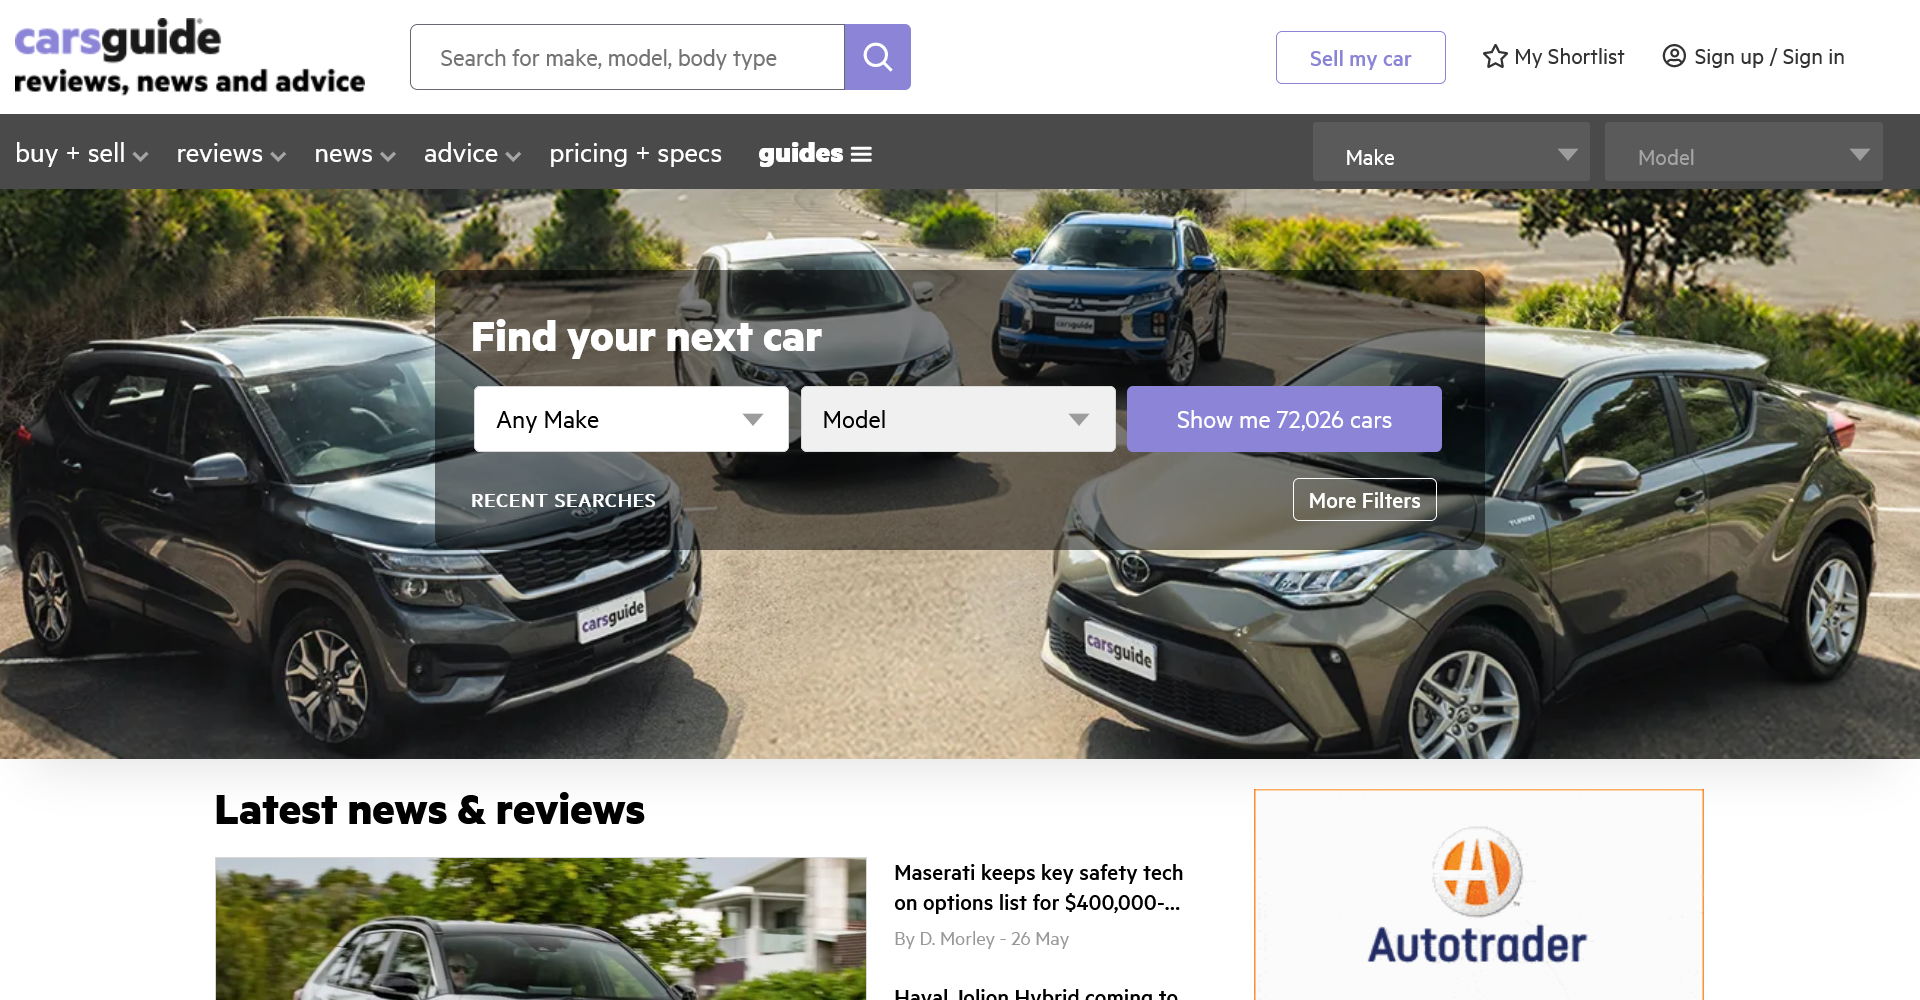 carsguide
reviews, news and advice
Search for make, model, body type
Sell my car
My Shortlist
Sign up / Sign in
buy + sell
reviews
news
advice
pricing + specs
guides
Make
Model
Find your next car
Any Make
Model
Show me 72,026 cars
RECENT SEARCHES
More Filters
carsguide
carsguide
carsguide
Latest news & reviews
Maserati keeps key safety tech
on options list for $400,000-...
By D. Morley - 26 May
Haval Jolion Hybrid coming to
Autotrader